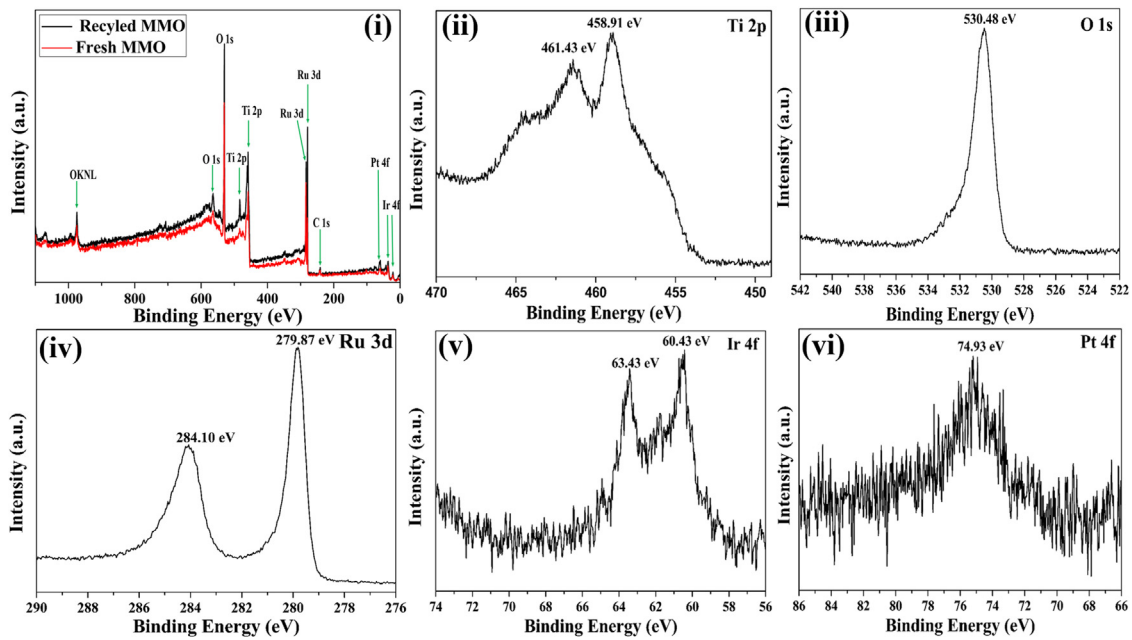 Recyled MMO
Fresh MMO
(i)
O 1s
Ru 3d
Ti 2p
Ru 3d
OKNL
O 1s
Ti 2p
Pt 4f
C 1s
Ir 4f
Intensity (a.u.)
1000 800 600 400 200 0
Binding Energy (eV)
(ii)
458.91 eV
Ti 2p
461.43 eV
Intensity (a.u.)
470 465 460 455 450
Binding Energy (eV)
(iii)
530.48 eV
O 1s
Intensity (a.u.)
542 540 538 536 534 532 530 528 526 524 522
Binding Energy (eV)
(iv)
279.87 eV
Ru 3d
284.10 eV
Intensity (a.u.)
290 288 286 284 282 280 278 276
Binding Energy (eV)
(v)
60.43 eV
Ir 4f
63.43 eV
Intensity (a.u.)
74 72 70 68 66 64 62 60 58 56
Binding Energy (eV)
(vi)
74.93 eV
Pt 4f
Intensity (a.u.)
86 84 82 80 78 76 74 72 70 68 66
Binding Energy (eV)